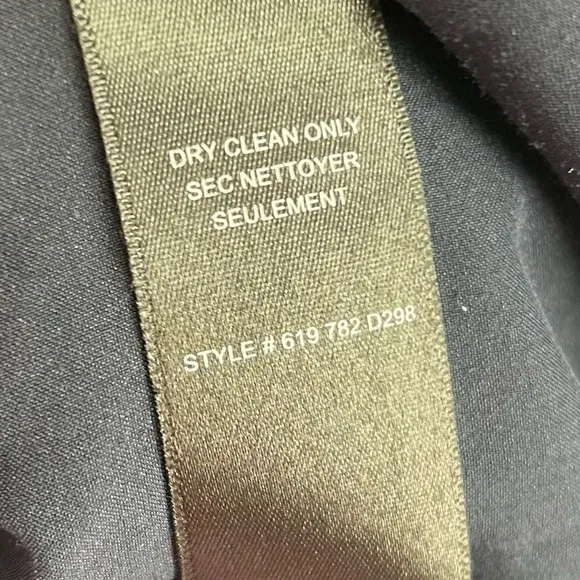 DRY CLEAN ONLY
SEC NETTOYER
SEULEMENT
STYLE # 619 782 D298